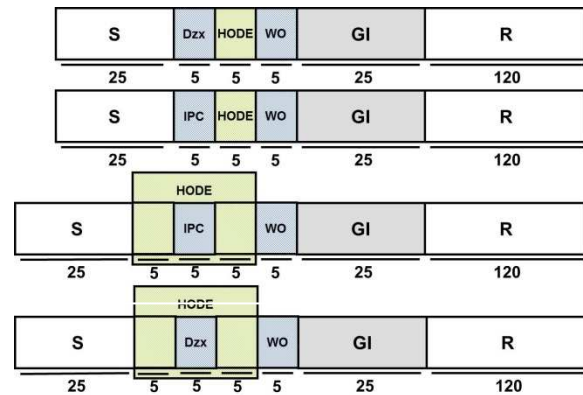 S Dzx HODE WO GI R
25 5 5 5 25 120
S IPC HODE WO GI R
25 5 5 5 25 120
HODE
S IPC WO GI R
25 5 5 5 5 25 120
HODE
S Dzx WO GI R
25 5 5 5 5 25 120